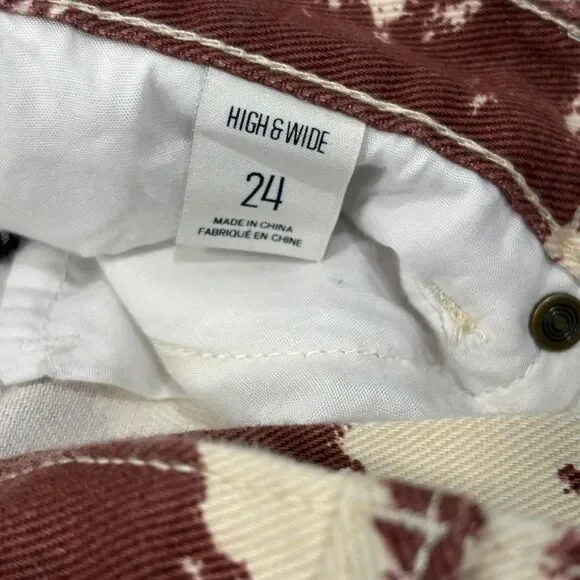 HIGH & WIDE
24
MADE IN CHINA
FABRIQUÉ EN CHINE